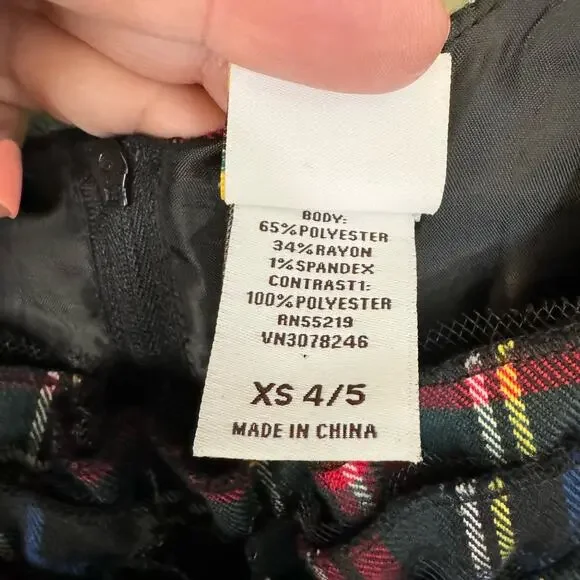 BODY:
65%POLYESTER
34%RAYON
1%SPANDEX
CONTRAST1:
100%POLYESTER
RN55219
VN3078246
XS 4/5
MADE IN CHINA